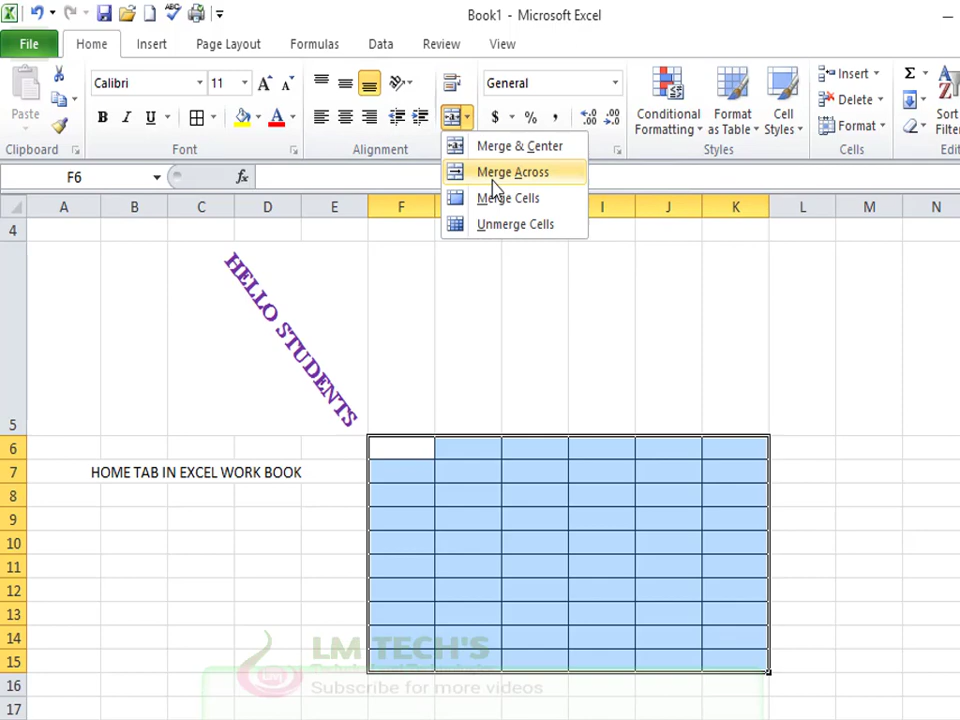 Book1 - Microsoft Excel
File Home Insert Page Layout Formulas Data Review View
Paste
Calibri 11
General
Conditional Formatting
Format as Table
Cell Styles
Insert
Delete
Format
Sort
Filter
Clipboard Font Alignment Styles Cells
Merge & Center
Merge Across
Merge Cells
Unmerge Cells
F6 fx
A B C D E F I J K L M N
4
HELLO STUDENTS
5
6
7 HOME TAB IN EXCEL WORK BOOK
8
9
10
11
12
13
14
LM TECH'S
15
16
Subscribe for more videos
17